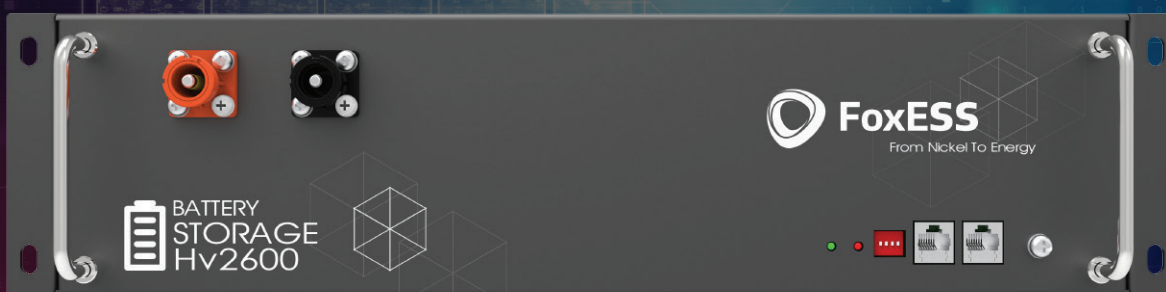 FoxESS
From Nickel To Energy
BATTERY
STORAGE
Hv2600